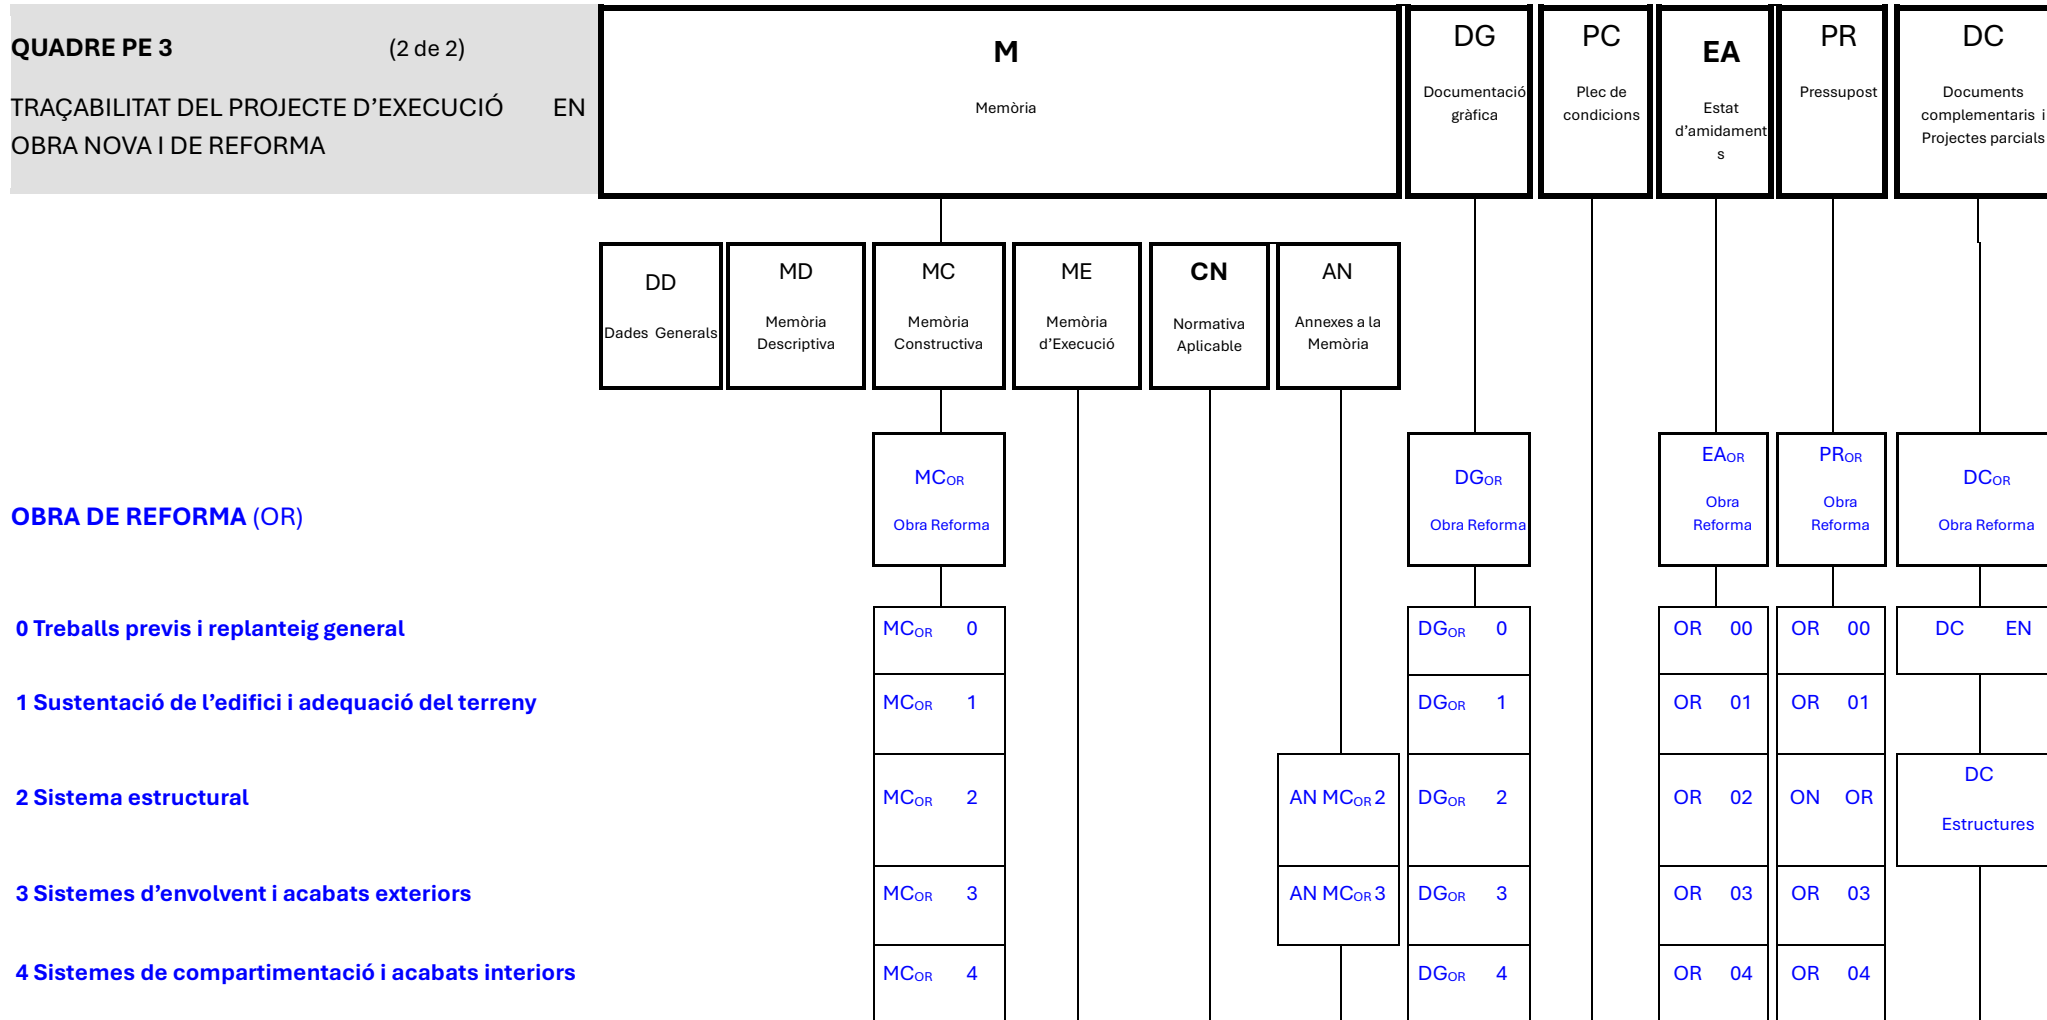 QUADRE PE 3 (2 de 2)
TRAÇABILITAT DEL PROJECTE D’EXECUCIÓ EN
OBRA NOVA I DE REFORMA
M
Memòria
DG
Documentació
gràfica
PC
Plec de
condicions
EA
Estat
d’amidament
s
PR
Pressupost
DC
Documents
complementaris i
Projectes parcials
DD
Dades Generals
MD
Memòria
Descriptiva
MC
Memòria
Constructiva
ME
Memòria
d’Execució
CN
Normativa
Aplicable
AN
Annexes a la
Memòria
OBRA DE REFORMA (OR)
MCOR
Obra Reforma
DGOR
Obra Reforma
EAOR
Obra
Reforma
PROR
Obra
Reforma
DCOR
Obra Reforma
0 Treballs previs i replanteig general MCOR 0 DGOR 0 OR 00 OR 00 DC EN
1 Sustentació de l’edifici i adequació del terreny MCOR 1 DGOR 1 OR 01 OR 01
2 Sistema estructural MCOR 2 AN MCOR 2 DGOR 2 OR 02 ON OR DC
Estructures
3 Sistemes d’envolvent i acabats exteriors MCOR 3 AN MCOR 3 DGOR 3 OR 03 OR 03
4 Sistemes de compartimentació i acabats interiors MCOR 4 DGOR 4 OR 04 OR 04